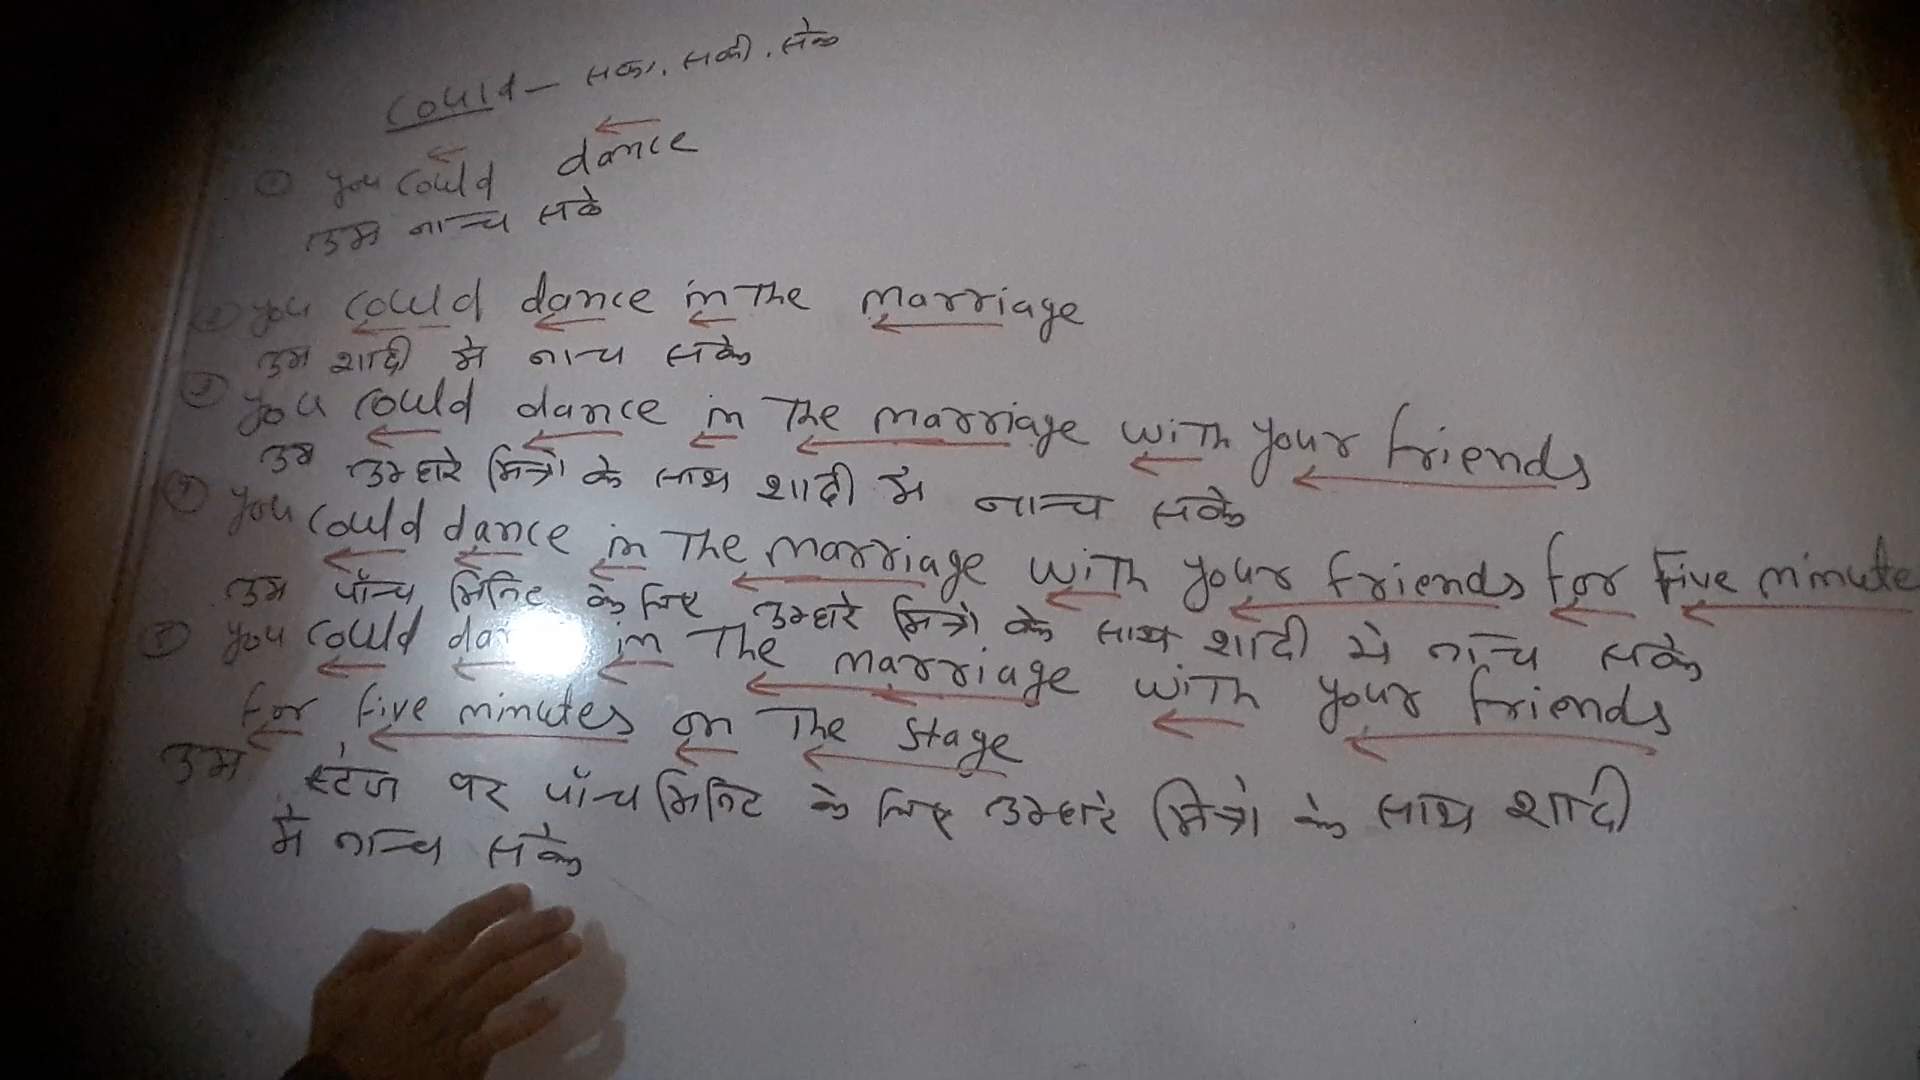 Could – सका, सकी, सके
① you could dance
तुम नाच सके
② you could dance in The marriage
तुम शादी मे नाच सके
③ you could dance in The marriage with your friends
तुम तुम्हारे मित्रो के साथ शादी मे नाच सके
④ you could dance in The marriage with your friends for five minute
तुम पाँच मिनिट के लिए तुम्हारे मित्रो के साथ शादी मे नाच सके
⑤ you could in The marriage with your friends
for five minutes on The stage
तुम स्टेज पर पाँच मिनिट के लिए तुम्हारे मित्रो के साथ शादी
मे नाच सके